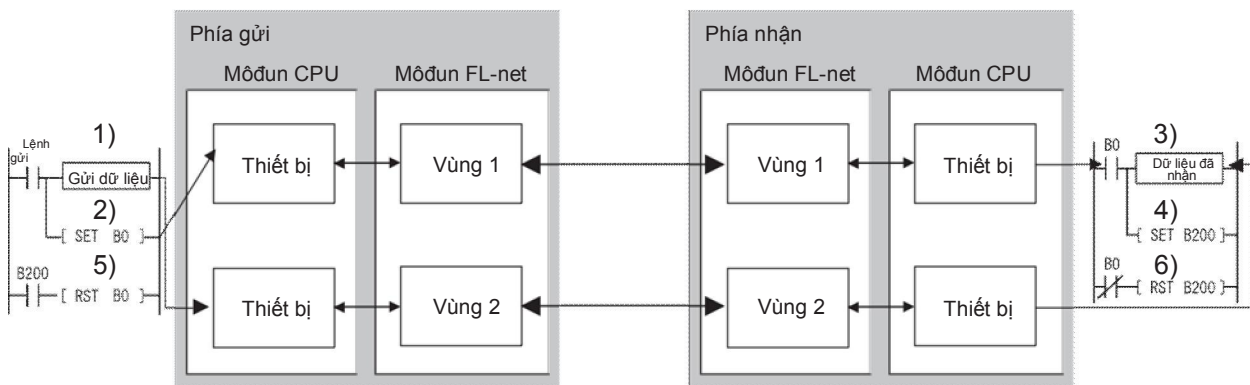 Phía gửi
Môđun CPU
Môđun FL-net
Thiết bị
Vùng 1
Thiết bị
Vùng 2
Phía nhận
Môđun FL-net
Môđun CPU
Vùng 1
Thiết bị
Vùng 2
Thiết bị
Lệnh
gửi
1)
Gửi dữ liệu
2)
[ SET B0 ]
B200
5)
[ RST B0 ]
B0
3)
Dữ liệu đã
nhận
4)
[ SET B200 ]
B0
6)
[ RST B200 ]